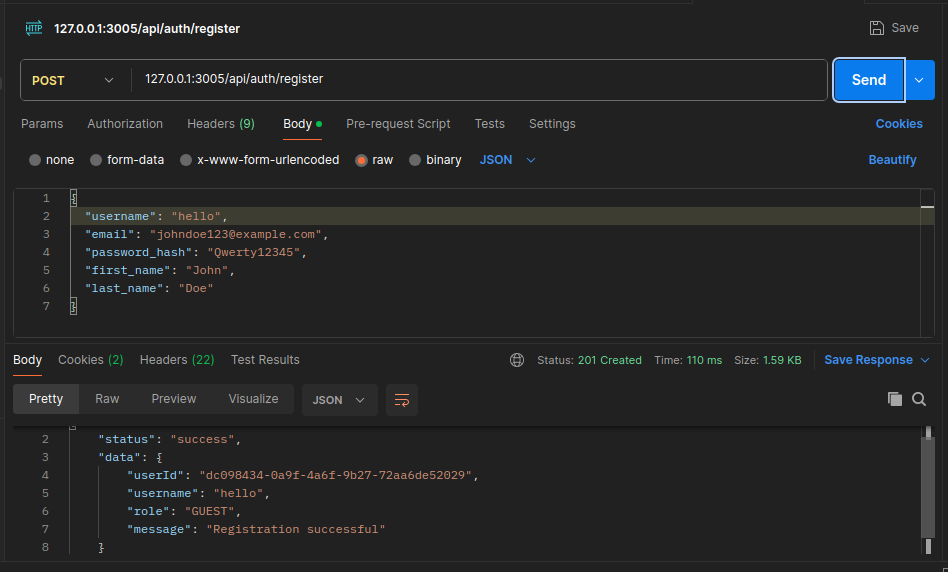 HTTP 127.0.0.1:3005/api/auth/register Save
POST 127.0.0.1:3005/api/auth/register Send
Params Authorization Headers (9) Body Pre-request Script Tests Settings Cookies
none form-data x-www-form-urlencoded raw binary JSON Beautify
1 {
2 "username": "hello",
3 "email": "johndoe123@example.com",
4 "password_hash": "Qwerty12345",
5 "first_name": "John",
6 "last_name": "Doe"
7 }
Body Cookies (2) Headers (22) Test Results Status: 201 Created Time: 110 ms Size: 1.59 KB Save Response
Pretty Raw Preview Visualize JSON
2 "status": "success",
3 "data": {
4 "userId": "dc098434-0a9f-4a6f-9b27-72aa6de52029",
5 "username": "hello",
6 "role": "GUEST",
7 "message": "Registration successful"
8 }